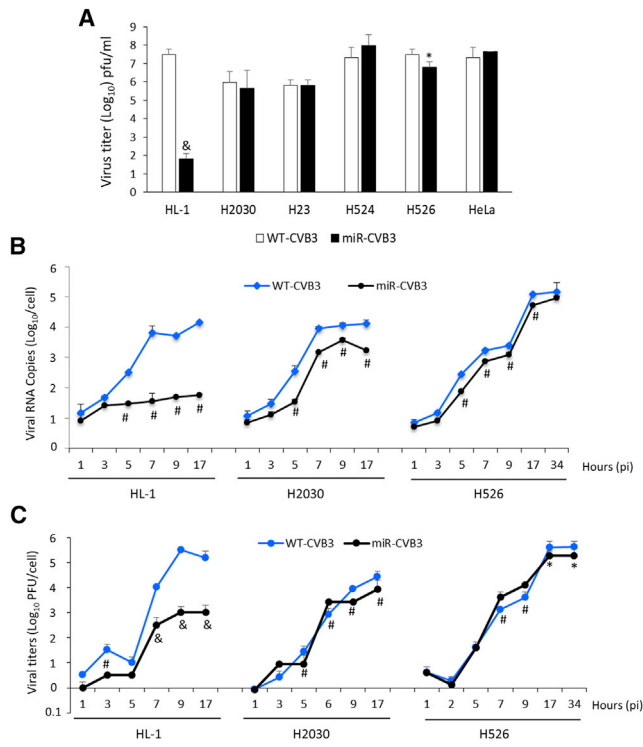 A
Virus titer (Log10) pfu/ml
9
8
7
6
5
4
3
2
1
0
&
*
HL-1 H2030 H23 H524 H526 HeLa
WT-CVB3 miR-CVB3
B
Viral RNA Copies (Log10/cell)
WT-CVB3 miR-CVB3
6
5
4
3
2
1
0
# # # # # # # # # # # # #
1 3 5 7 9 17 1 3 5 7 9 17 1 3 5 7 9 17 34 Hours (pi)
HL-1 H2030 H526
C
Viral titers (Log10 PFU/cell)
WT-CVB3 miR-CVB3
6
5
4
3
2
1
0
0.1
# & & & # # # # # # * *
1 3 5 7 9 17 1 3 5 6 9 17 1 2 5 7 9 17 34 Hours (pi)
HL-1 H2030 H526